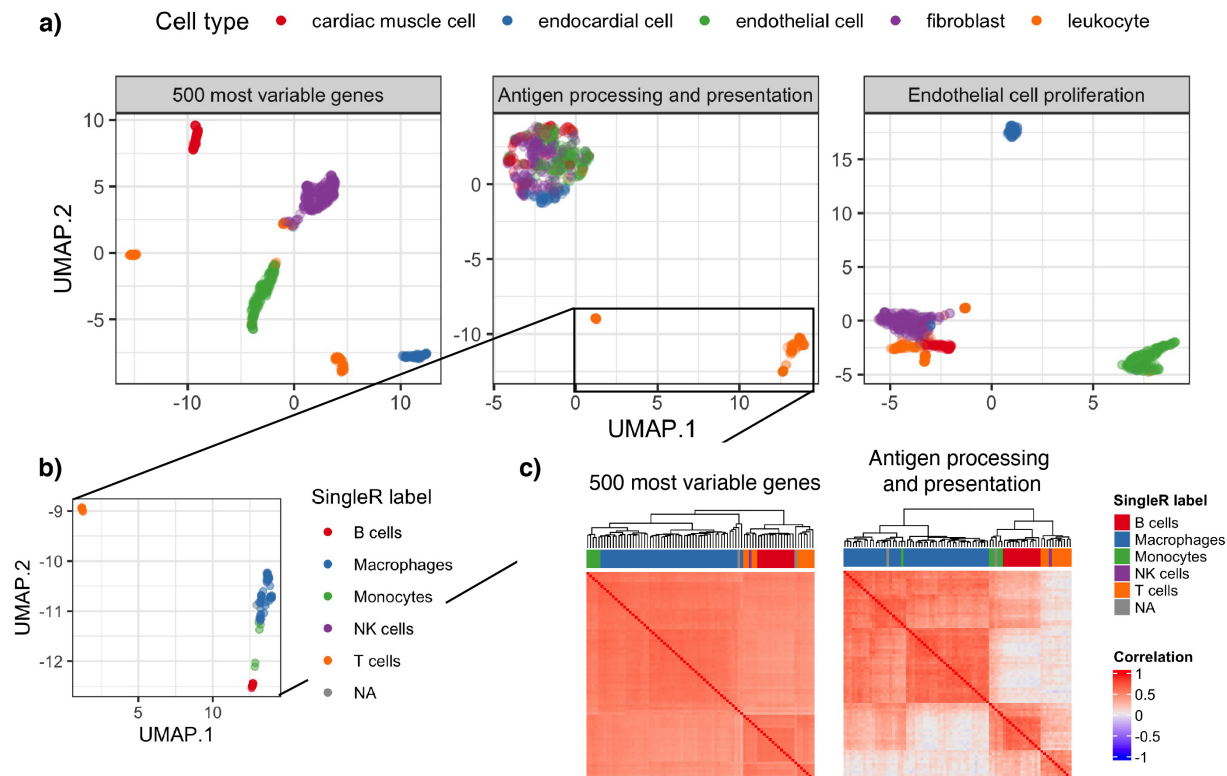 a)
Cell type
cardiac muscle cell
endocardial cell
endothelial cell
fibroblast
leukocyte
500 most variable genes
Antigen processing and presentation
Endothelial cell proliferation
UMAP.2
10
5
0
-5
-10
0
10
0
-5
-10
-5
0
5
10
15
10
5
0
-5
-5
0
5
UMAP.1
b)
-9
-10
-11
-12
UMAP.2
5
10
UMAP.1
SingleR label
B cells
Macrophages
Monocytes
NK cells
T cells
NA
c)
500 most variable genes
Antigen processing
and presentation
SingleR label
B cells
Macrophages
Monocytes
NK cells
T cells
NA
Correlation
1
0.5
0
-0.5
-1